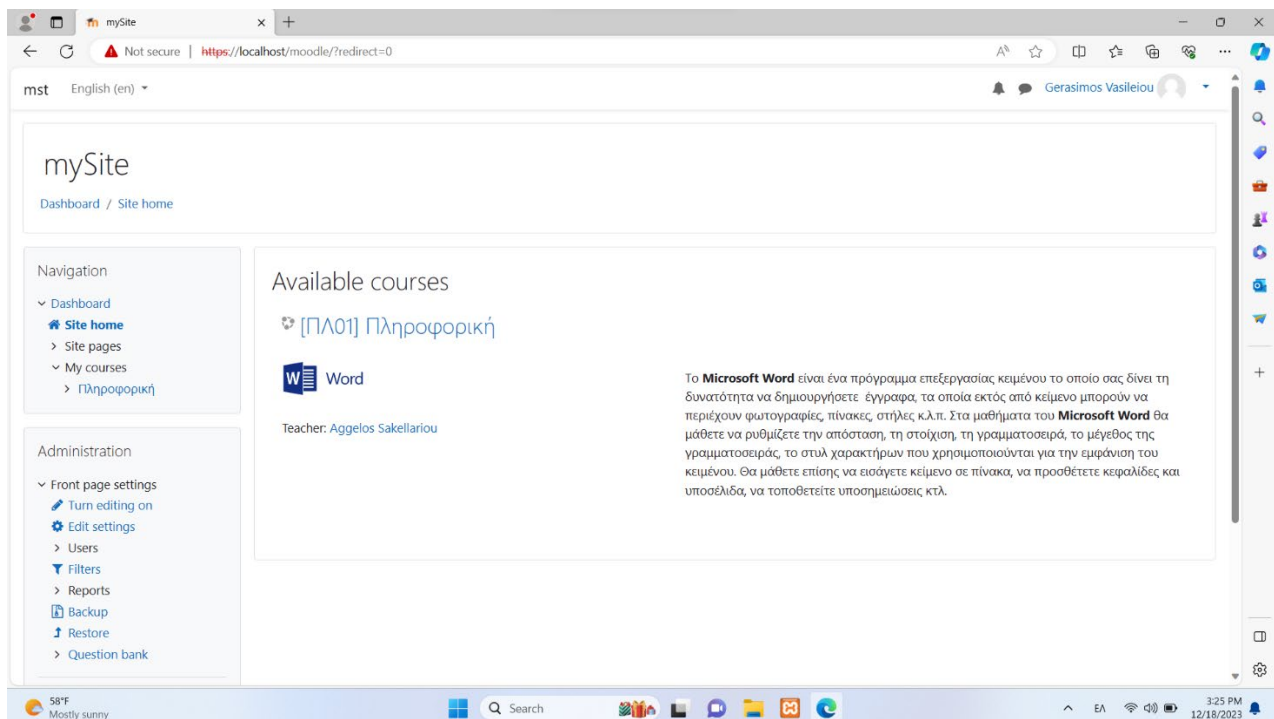 mySite
Not secure | https://localhost/moodle/?redirect=0
mst English (en)
Gerasimos Vasileiou
mySite
Dashboard / Site home
Navigation
Dashboard
Site home
Site pages
My courses
Πληροφορική
Administration
Front page settings
Turn editing on
Edit settings
Users
Filters
Reports
Backup
Restore
Question bank
Available courses
[ΠΛ01] Πληροφορική
W Word
Teacher: Aggelos Sakellariou
Το Microsoft Word είναι ένα πρόγραμμα επεξεργασίας κειμένου το οποίο σας δίνει τη
δυνατότητα να δημιουργήσετε έγγραφα, τα οποία εκτός από κείμενο μπορούν να
περιέχουν φωτογραφίες, πίνακες, στήλες κ.λ.π. Στα μαθήματα του Microsoft Word θα
μάθετε να ρυθμίζετε την απόσταση, τη στοίχιση, τη γραμματοσειρά, το μέγεθος της
γραμματοσειράς, το στυλ χαρακτήρων που χρησιμοποιούνται για την εμφάνιση του
κειμένου. Θα μάθετε επίσης να εισάγετε κείμενο σε πίνακα, να προσθέτετε κεφαλίδες και
υποσέλιδα, να τοποθετείτε υποσημειώσεις κτλ.
58°F
Mostly sunny
Search
ΕΛ
3:25 PM
12/18/2023